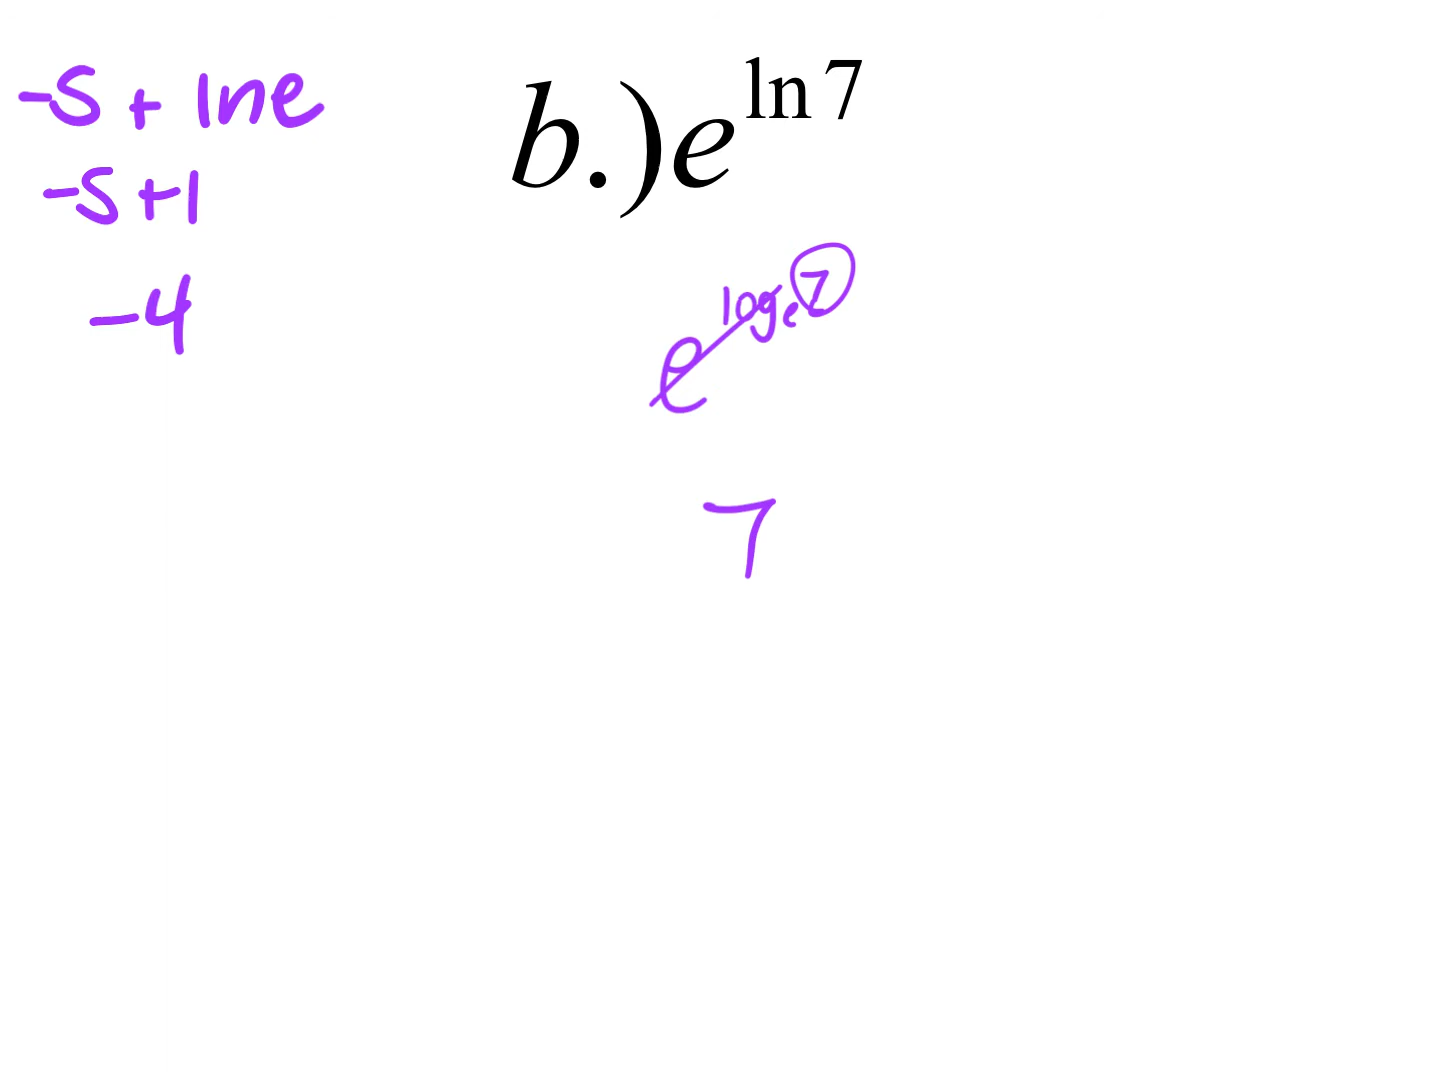 -5 + lne
-5+1
-4
b.) e^{ln 7}
e^{log_e 7}
7